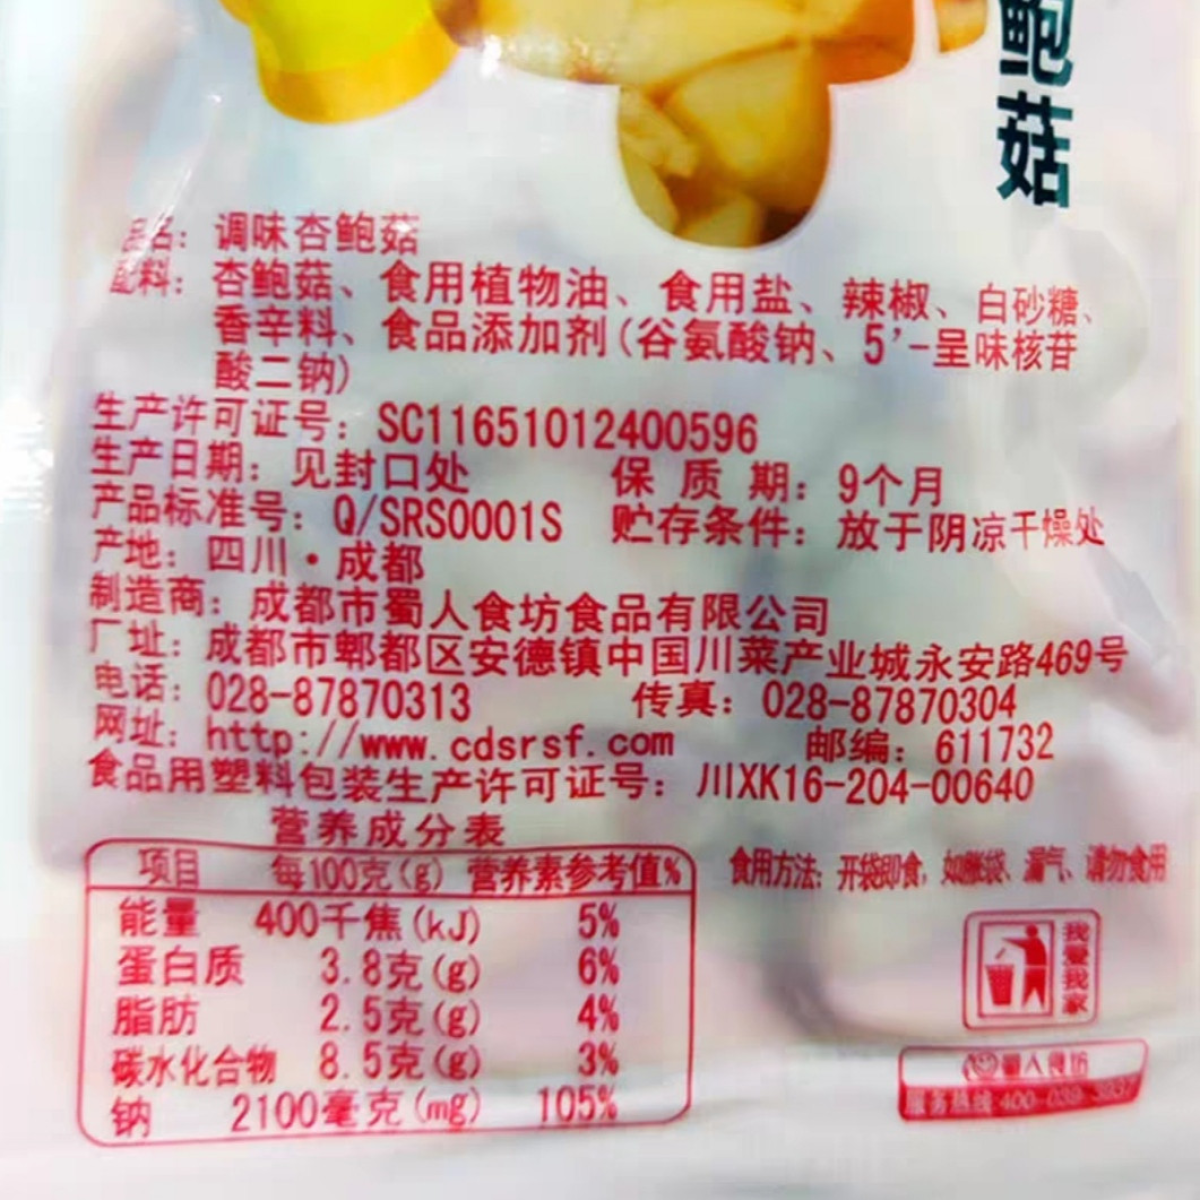 鲍菇
品名：调味杏鲍菇
配料：杏鲍菇、食用植物油、食用盐、辣椒、白砂糖、
香辛料、食品添加剂(谷氨酸钠、5'-呈味核苷
酸二钠)
生产许可证号：SC11651012400596
生产日期：见封口处 保质期：9个月
产品标准号：Q/SRS0001S 贮存条件：放于阴凉干燥处
产地：四川·成都
制造商：成都市蜀人食坊食品有限公司
厂址：成都市郫都区安德镇中国川菜产业城永安路469号
电话：028-87870313 传真：028-87870304
网址：http://www.cdsrsf.com 邮编：611732
食品用塑料包装生产许可证号：川XK16-204-00640
营养成分表
项目 每100克(g) 营养素参考值%
能量 400千焦(kJ) 5%
蛋白质 3.8克(g) 6%
脂肪 2.5克(g) 4%
碳水化合物 8.5克(g) 3%
钠 2100毫克(mg) 105%
食用方法：开袋即食，如胀袋、漏气、请勿食用
我爱我家
蜀人食坊
服务热线 400-039-